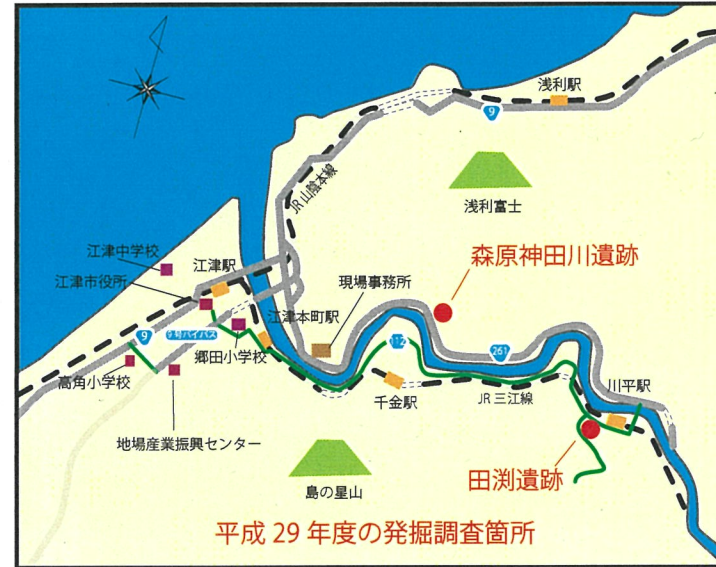 浅利駅
9
JR山陰本線
浅利富士
森原神田川遺跡
江津中学校
江津駅
江津市役所
現場事務所
江津本町駅
9
9号バイパス
郷田小学校
112
261
高角小学校
千金駅
JR三江線
川平駅
地場産業振興センター
田渕遺跡
島の星山
平成29年度の発掘調査箇所